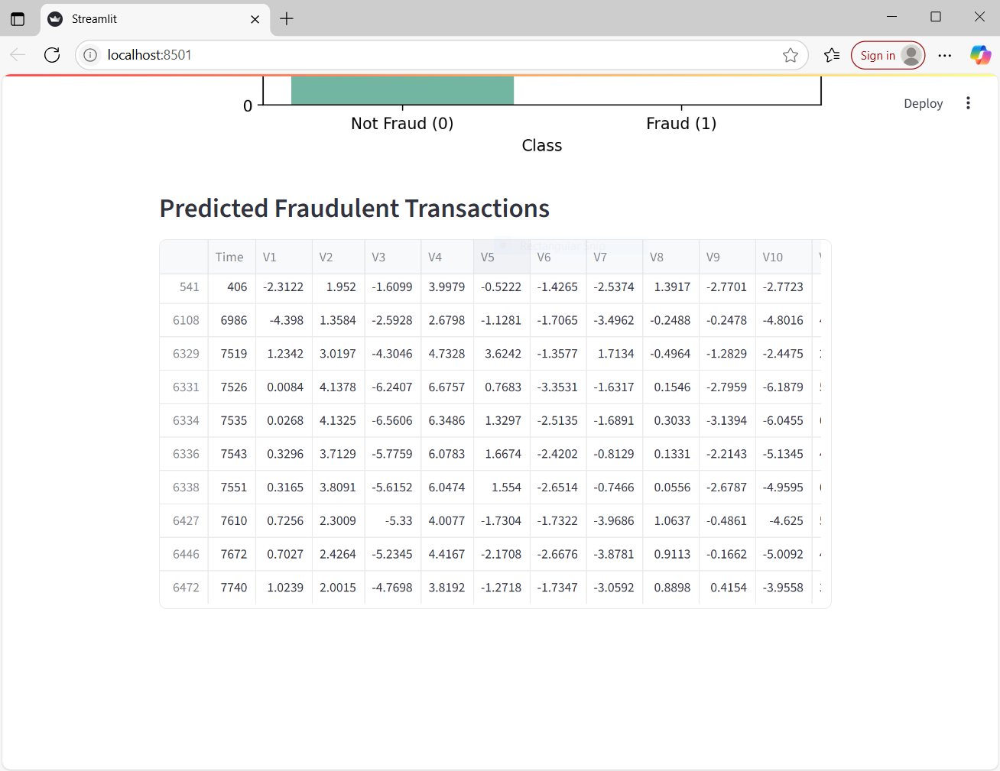 Streamlit
localhost:8501
Sign in
Deploy
0
Not Fraud (0) Fraud (1)
Class
Predicted Fraudulent Transactions
Rectangular Snip
Time V1 V2 V3 V4 V5 V6 V7 V8 V9 V10
541 406 -2.3122 1.952 -1.6099 3.9979 -0.5222 -1.4265 -2.5374 1.3917 -2.7701 -2.7723
6108 6986 -4.398 1.3584 -2.5928 2.6798 -1.1281 -1.7065 -3.4962 -0.2488 -0.2478 -4.8016
6329 7519 1.2342 3.0197 -4.3046 4.7328 3.6242 -1.3577 1.7134 -0.4964 -1.2829 -2.4475
6331 7526 0.0084 4.1378 -6.2407 6.6757 0.7683 -3.3531 -1.6317 0.1546 -2.7959 -6.1879
6334 7535 0.0268 4.1325 -6.5606 6.3486 1.3297 -2.5135 -1.6891 0.3033 -3.1394 -6.0455
6336 7543 0.3296 3.7129 -5.7759 6.0783 1.6674 -2.4202 -0.8129 0.1331 -2.2143 -5.1345
6338 7551 0.3165 3.8091 -5.6152 6.0474 1.554 -2.6514 -0.7466 0.0556 -2.6787 -4.9595
6427 7610 0.7256 2.3009 -5.33 4.0077 -1.7304 -1.7322 -3.9686 1.0637 -0.4861 -4.625
6446 7672 0.7027 2.4264 -5.2345 4.4167 -2.1708 -2.6676 -3.8781 0.9113 -0.1662 -5.0092
6472 7740 1.0239 2.0015 -4.7698 3.8192 -1.2718 -1.7347 -3.0592 0.8898 0.4154 -3.9558